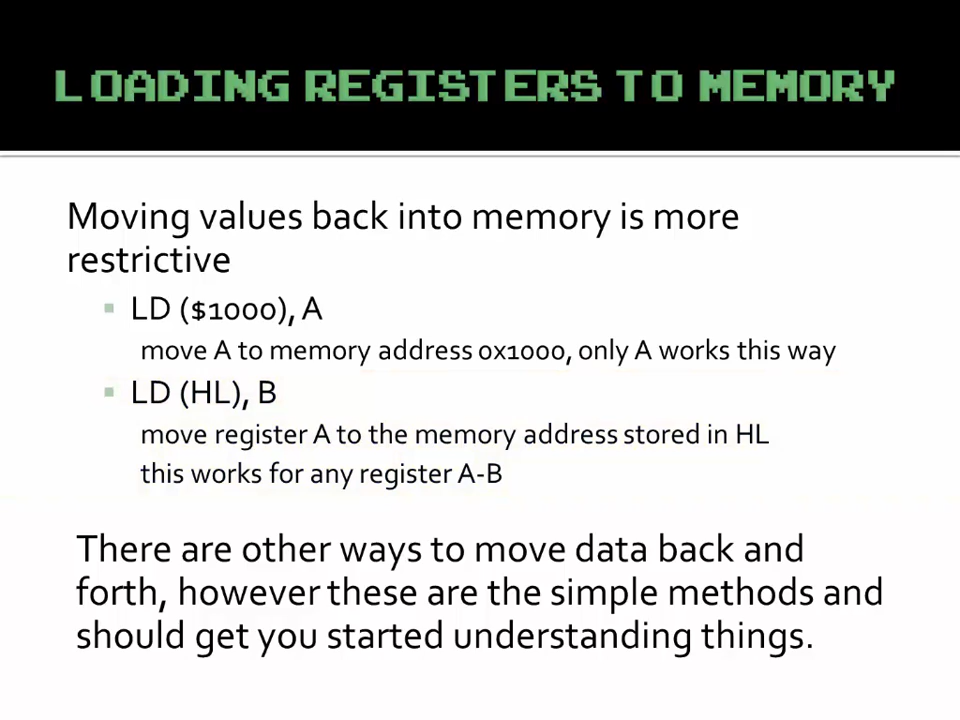 LOADING REGISTERS TO MEMORY
Moving values back into memory is more
restrictive
LD ($1000), A
move A to memory address 0x1000, only A works this way
LD (HL), B
move register A to the memory address stored in HL
this works for any register A-B
There are other ways to move data back and
forth, however these are the simple methods and
should get you started understanding things.